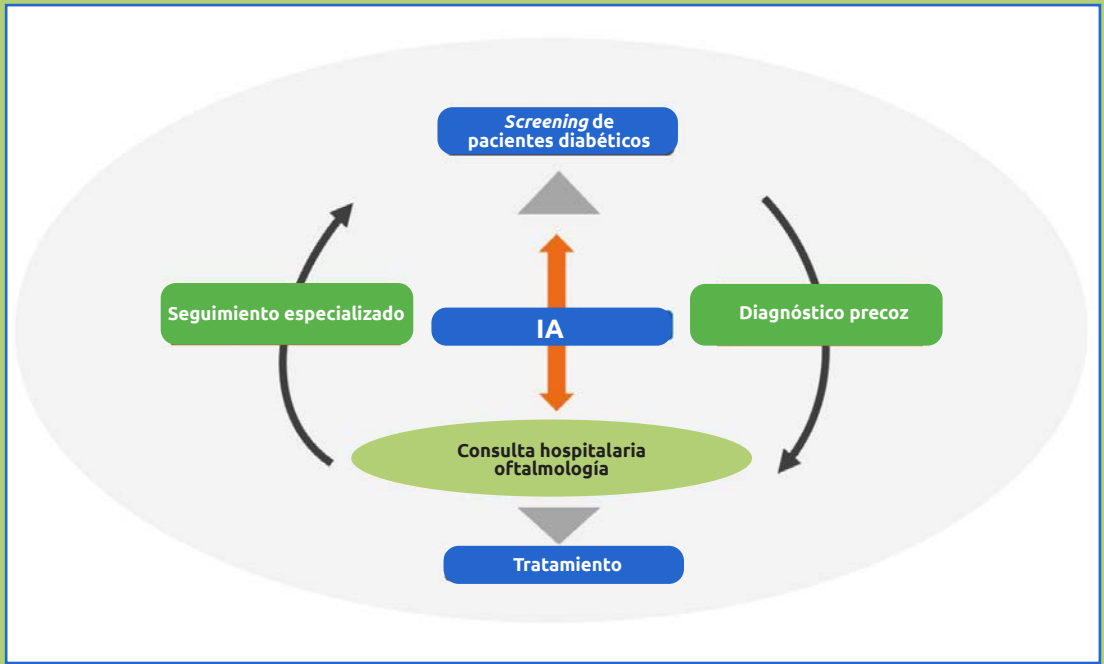 Screening de
pacientes diabéticos
Seguimiento especializado
IA
Diagnóstico precoz
Consulta hospitalaria
oftalmología
Tratamiento